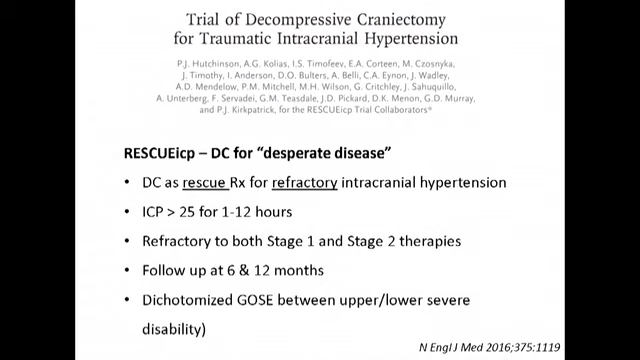 Trial of Decompressive Craniectomy
for Traumatic Intracranial Hypertension
P.J. Hutchinson, A.G. Kolias, I.S. Timofeev, E.A. Corteen, M. Czosnyka,
J. Timothy, I. Anderson, D.O. Bulters, A. Belli, C.A. Eynon, J. Wadley,
A.D. Mendelow, P.M. Mitchell, M.H. Wilson, G. Critchley, J. Sahuquillo,
A. Unterberg, F. Servadei, G.M. Teasdale, J.D. Pickard, D.K. Menon, G.D. Murray,
and P.J. Kirkpatrick, for the RESCUEicp Trial Collaborators*
RESCUEicp – DC for “desperate disease”
• DC as rescue Rx for refractory intracranial hypertension
• ICP > 25 for 1-12 hours
• Refractory to both Stage 1 and Stage 2 therapies
• Follow up at 6 & 12 months
• Dichotomized GOSE between upper/lower severe
disability)
N Engl J Med 2016;375:1119